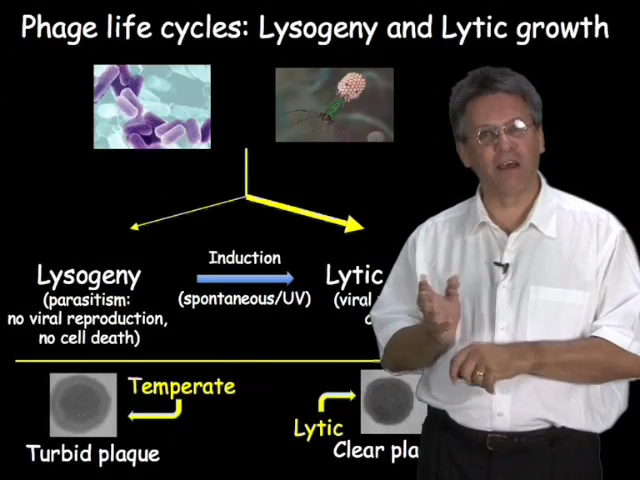 Phage life cycles: Lysogeny and Lytic growth
Induction
Lysogeny
(spontaneous/UV)
Lytic
(parasitism:
no viral reproduction,
no cell death)
(viral
Temperate
Lytic
Turbid plaque
Clear pla